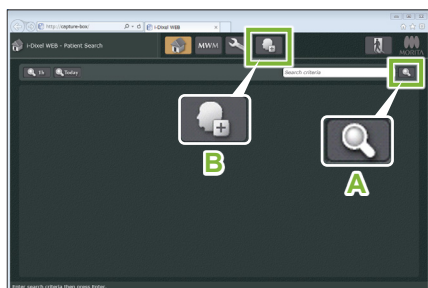 http://capture-box/
i-Dixel WEB
i-Dixel WEB - Patient Search
MWM
MORITA
Today
Search criteria
B
A
Enter search criteria then press Enter.